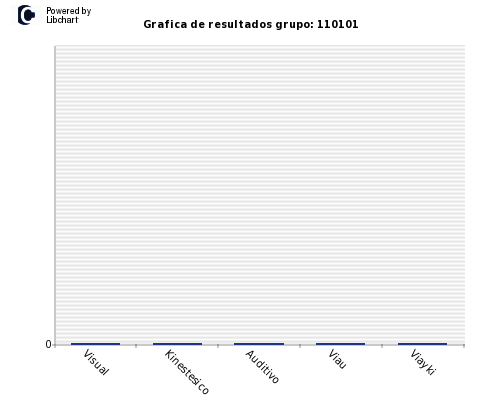 Powered by
Libchart
Grafica de resultados grupo: 110101
0
Visual
Kinestesico
Auditivo
Viau
Viayki